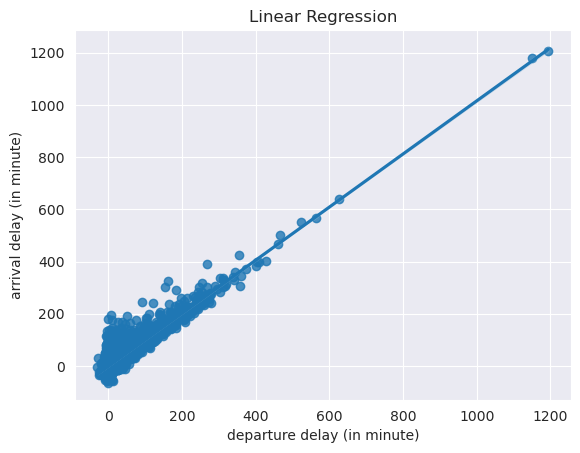 Linear Regression
1200
1000
800
600
400
200
0
arrival delay (in minute)
0 200 400 600 800 1000 1200
departure delay (in minute)